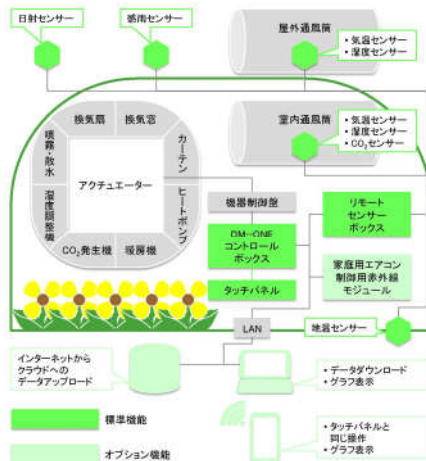 日射センサー
感雨センサー
屋外通風筒
・気温センサー
・湿度センサー
室内通風筒
・気温センサー
・湿度センサー
・CO₂センサー
換気扇
換気窓
噴霧・散水
カーテン
アクチュエーター
湿度調整機
ヒートポンプ
CO₂発生機
暖房機
機器制御盤
DM-ONE
コントロール
ボックス
タッチパネル
リモート
センサー
ボックス
家庭用エアコン
制御用赤外線
モジュール
LAN
地温センサー
インターネットから
クラウドへの
データアップロード
・データダウンロード
・グラフ表示
標準機能
オプション機能
・タッチパネルと
同じ操作
・グラフ表示